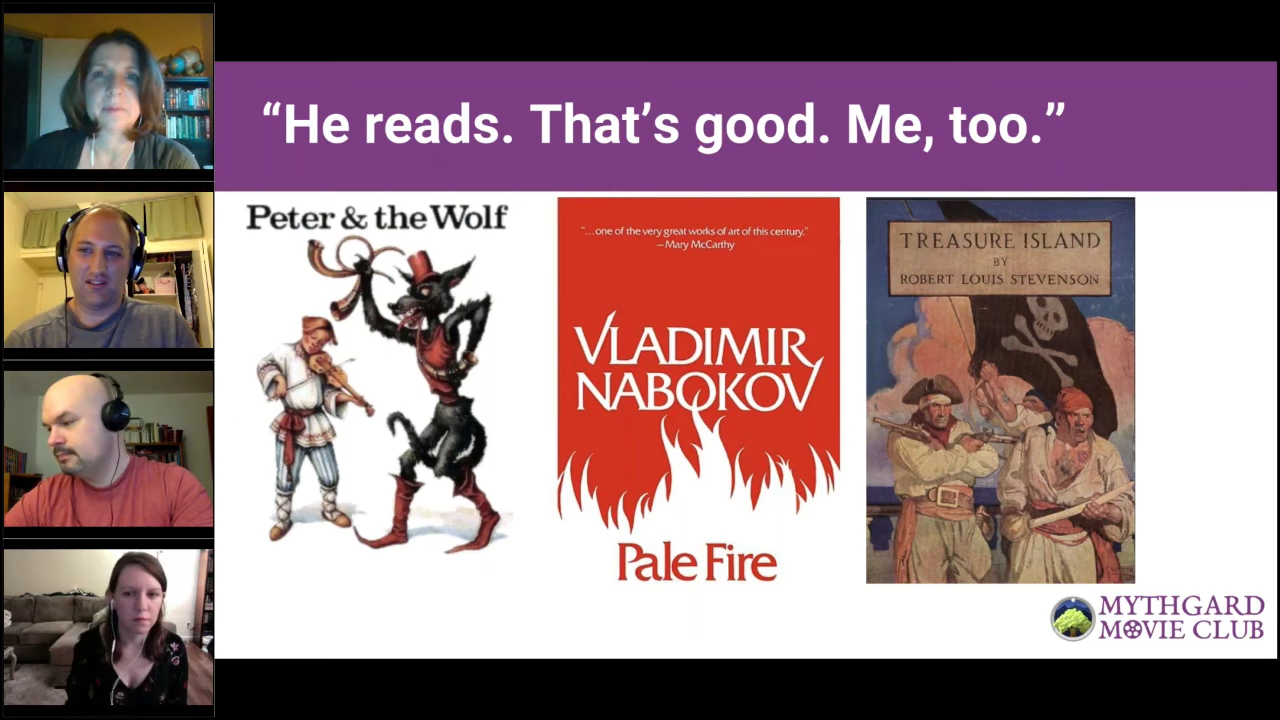 “He reads. That’s good. Me, too.”
Peter & the Wolf
“...one of the very great works of art of this century.”
—Mary McCarthy
VLADIMIR
NABOKOV
Pale Fire
TREASURE ISLAND
BY
ROBERT LOUIS STEVENSON
MYTHGARD
MOVIE CLUB